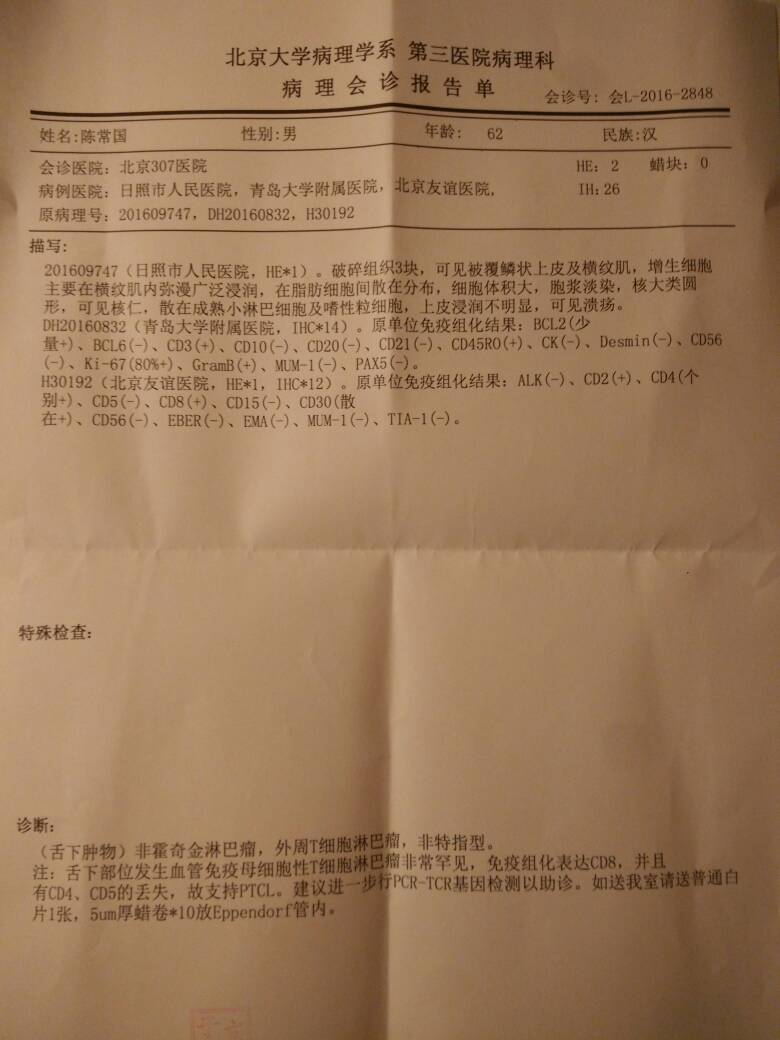 北京大学病理学系 第三医院病理科
病理会诊报告单
会诊号: 会L-2016-2848
姓名:陈常国 性别:男 年龄: 62 民族:汉
会诊医院: 北京307医院 HE: 2 蜡块: 0
病例医院: 日照市人民医院, 青岛大学附属医院, 北京友谊医院, IH:26
原病理号: 201609747, DH20160832, H30192
描写:
201609747(日照市人民医院, HE*1)。破碎组织3块, 可见被覆鳞状上皮及横纹肌, 增生细胞
主要在横纹肌内弥漫广泛浸润, 在脂肪细胞间散在分布, 细胞体积大, 胞浆淡染, 核大类圆
形, 可见核仁, 散在成熟小淋巴细胞及嗜性粒细胞, 上皮浸润不明显, 可见溃疡。
DH20160832(青岛大学附属医院, IHC*14)。原单位免疫组化结果: BCL2(少
量+)、BCL6(-)、CD3(+)、CD10(-)、CD20(-)、CD21(-)、CD45RO(+)、CK(-)、Desmin(-)、CD56
(-)、Ki-67(80%+)、GramB(+)、MUM-1(-)、PAX5(-)。
H30192(北京友谊医院, HE*1, IHC*12)。原单位免疫组化结果: ALK(-)、CD2(+)、CD4(个
别+)、CD5(-)、CD8(+)、CD15(-)、CD30(散
在+)、CD56(-)、EBER(-)、EMA(-)、MUM-1(-)、TIA-1(-)。
特殊检查:
诊断:
(舌下肿物)非霍奇金淋巴瘤, 外周T细胞淋巴瘤, 非特指型。
注: 舌下部位发生血管免疫母细胞性T细胞淋巴瘤非常罕见, 免疫组化表达CD8, 并且
有CD4、CD5的丢失, 故支持PTCL。建议进一步行PCR-TCR基因检测以助诊。如送我室请送普通白
片1张, 5um厚蜡卷*10放Eppendorf管内。